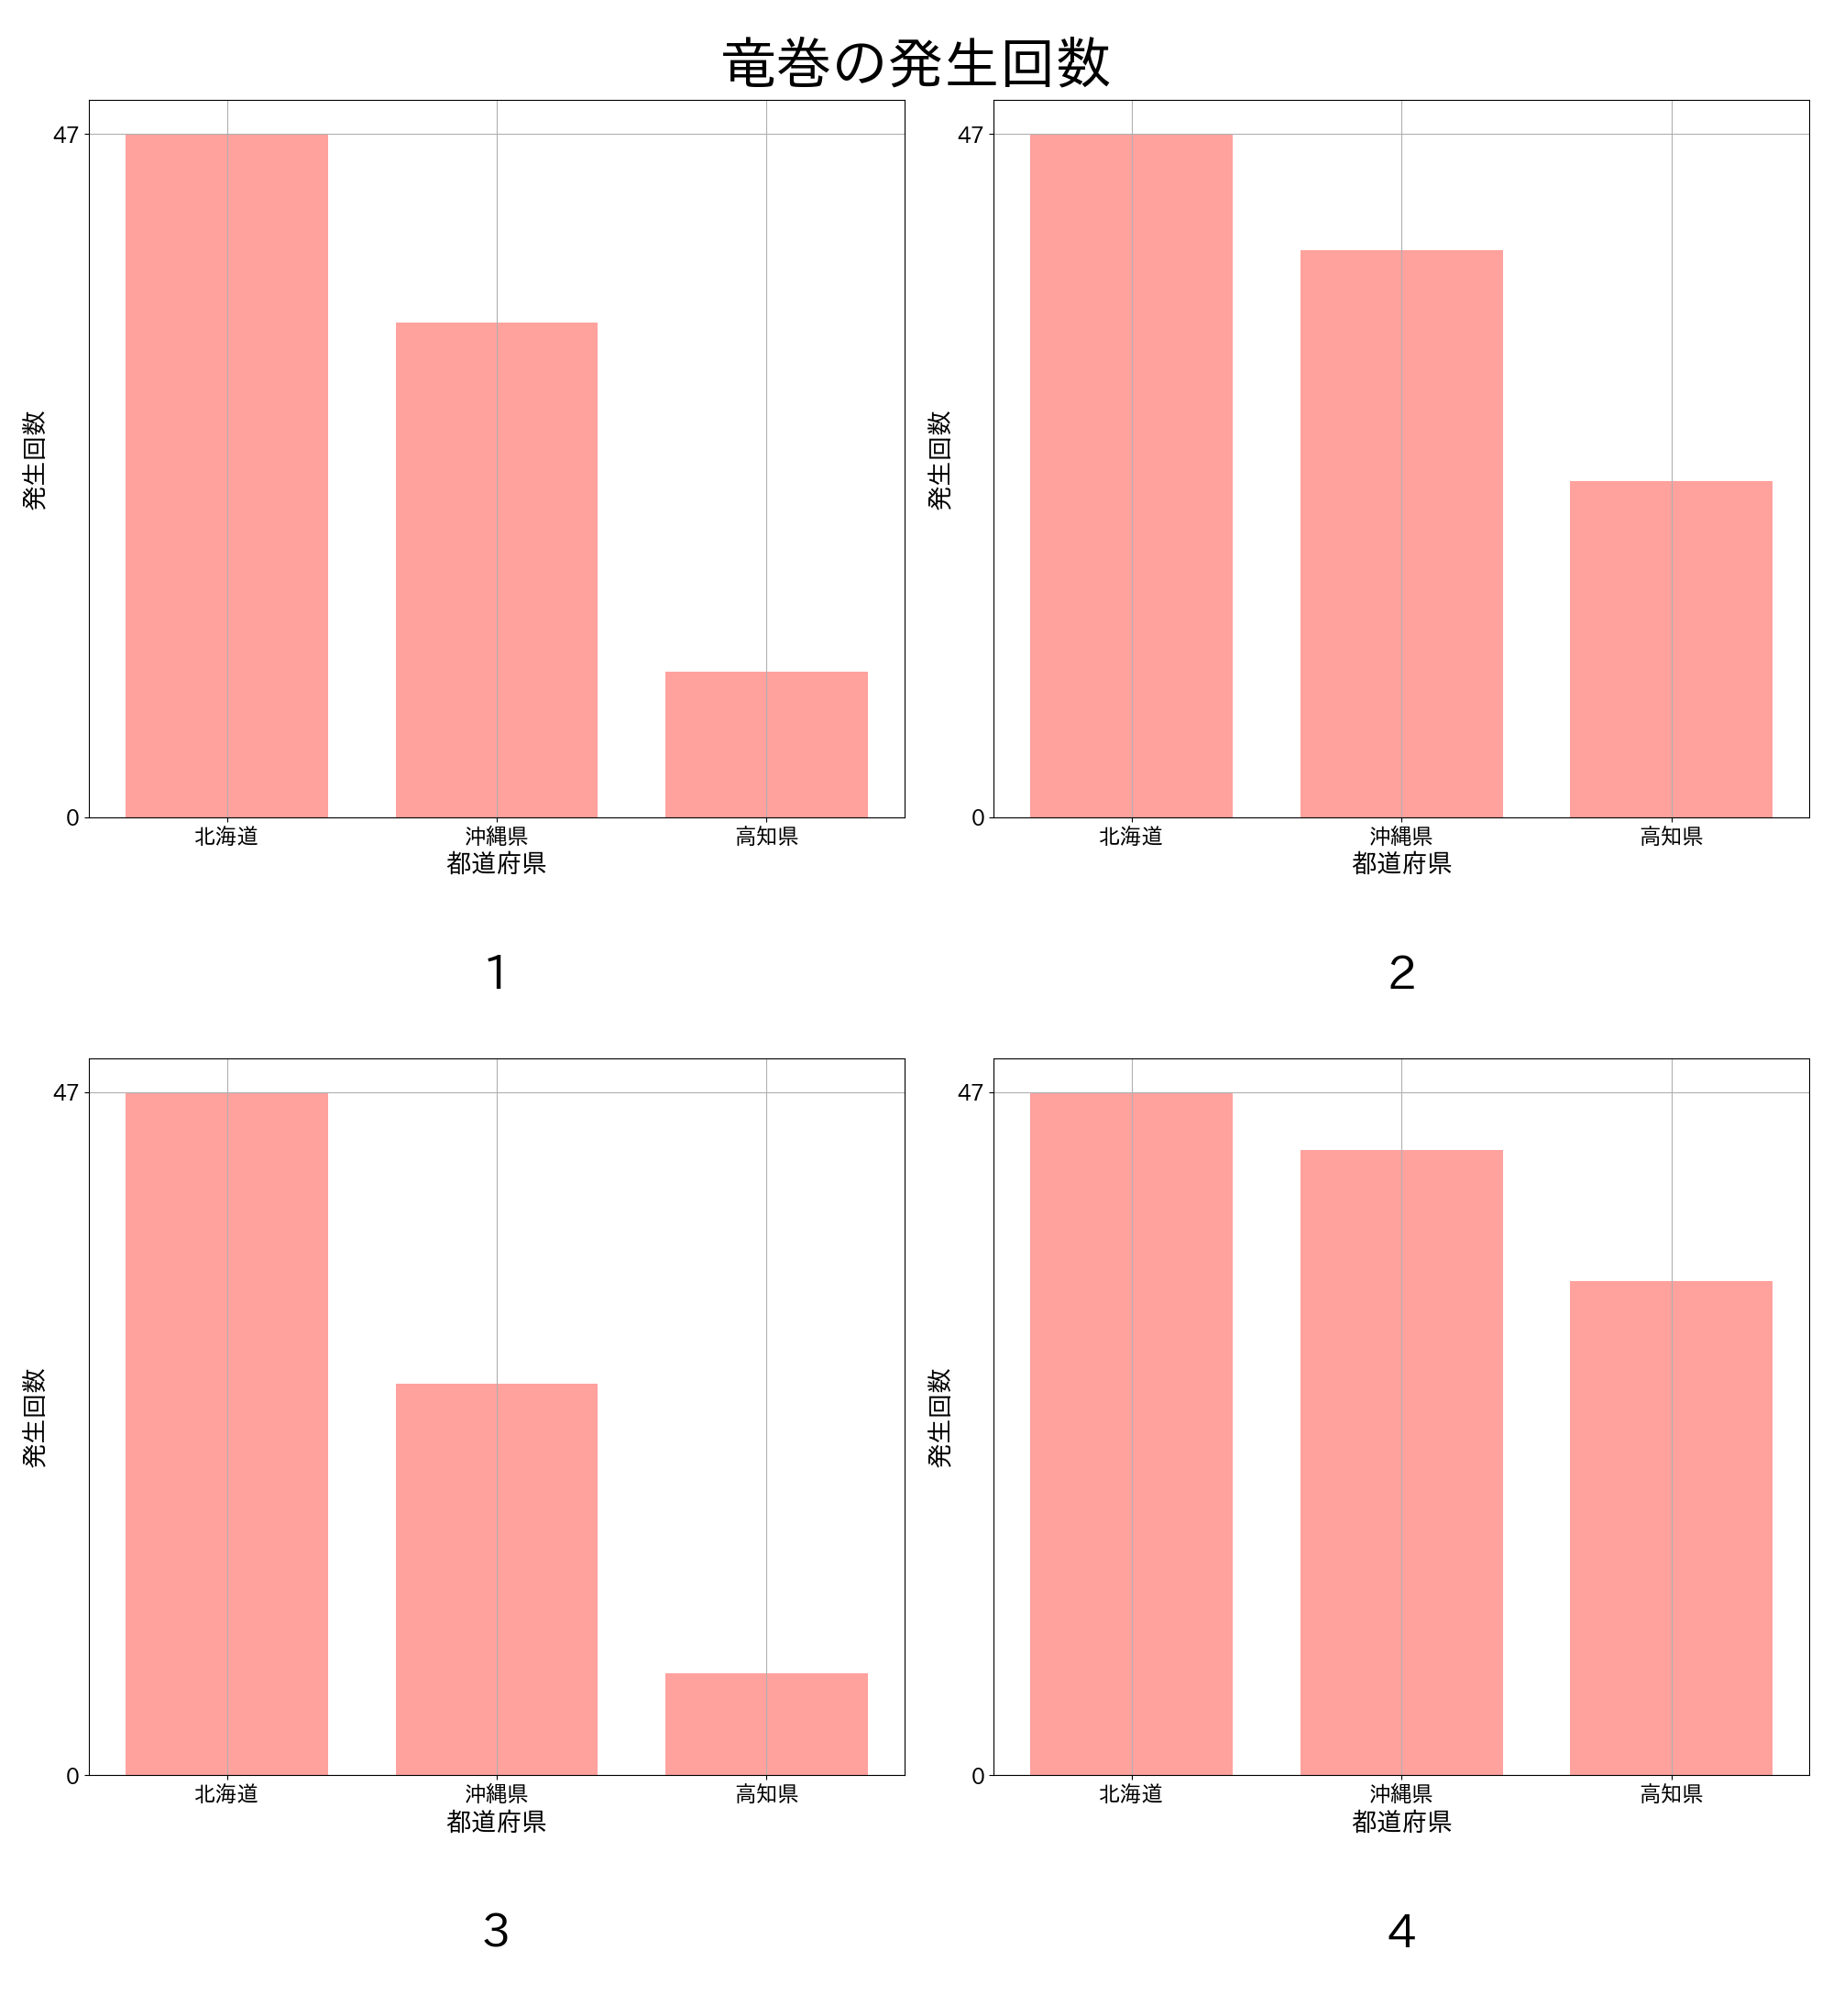 竜巻の発生回数
47
0
発生回数
北海道 沖縄県 高知県
都道府県
1
47
0
発生回数
北海道 沖縄県 高知県
都道府県
2
47
0
発生回数
北海道 沖縄県 高知県
都道府県
3
47
0
発生回数
北海道 沖縄県 高知県
都道府県
4